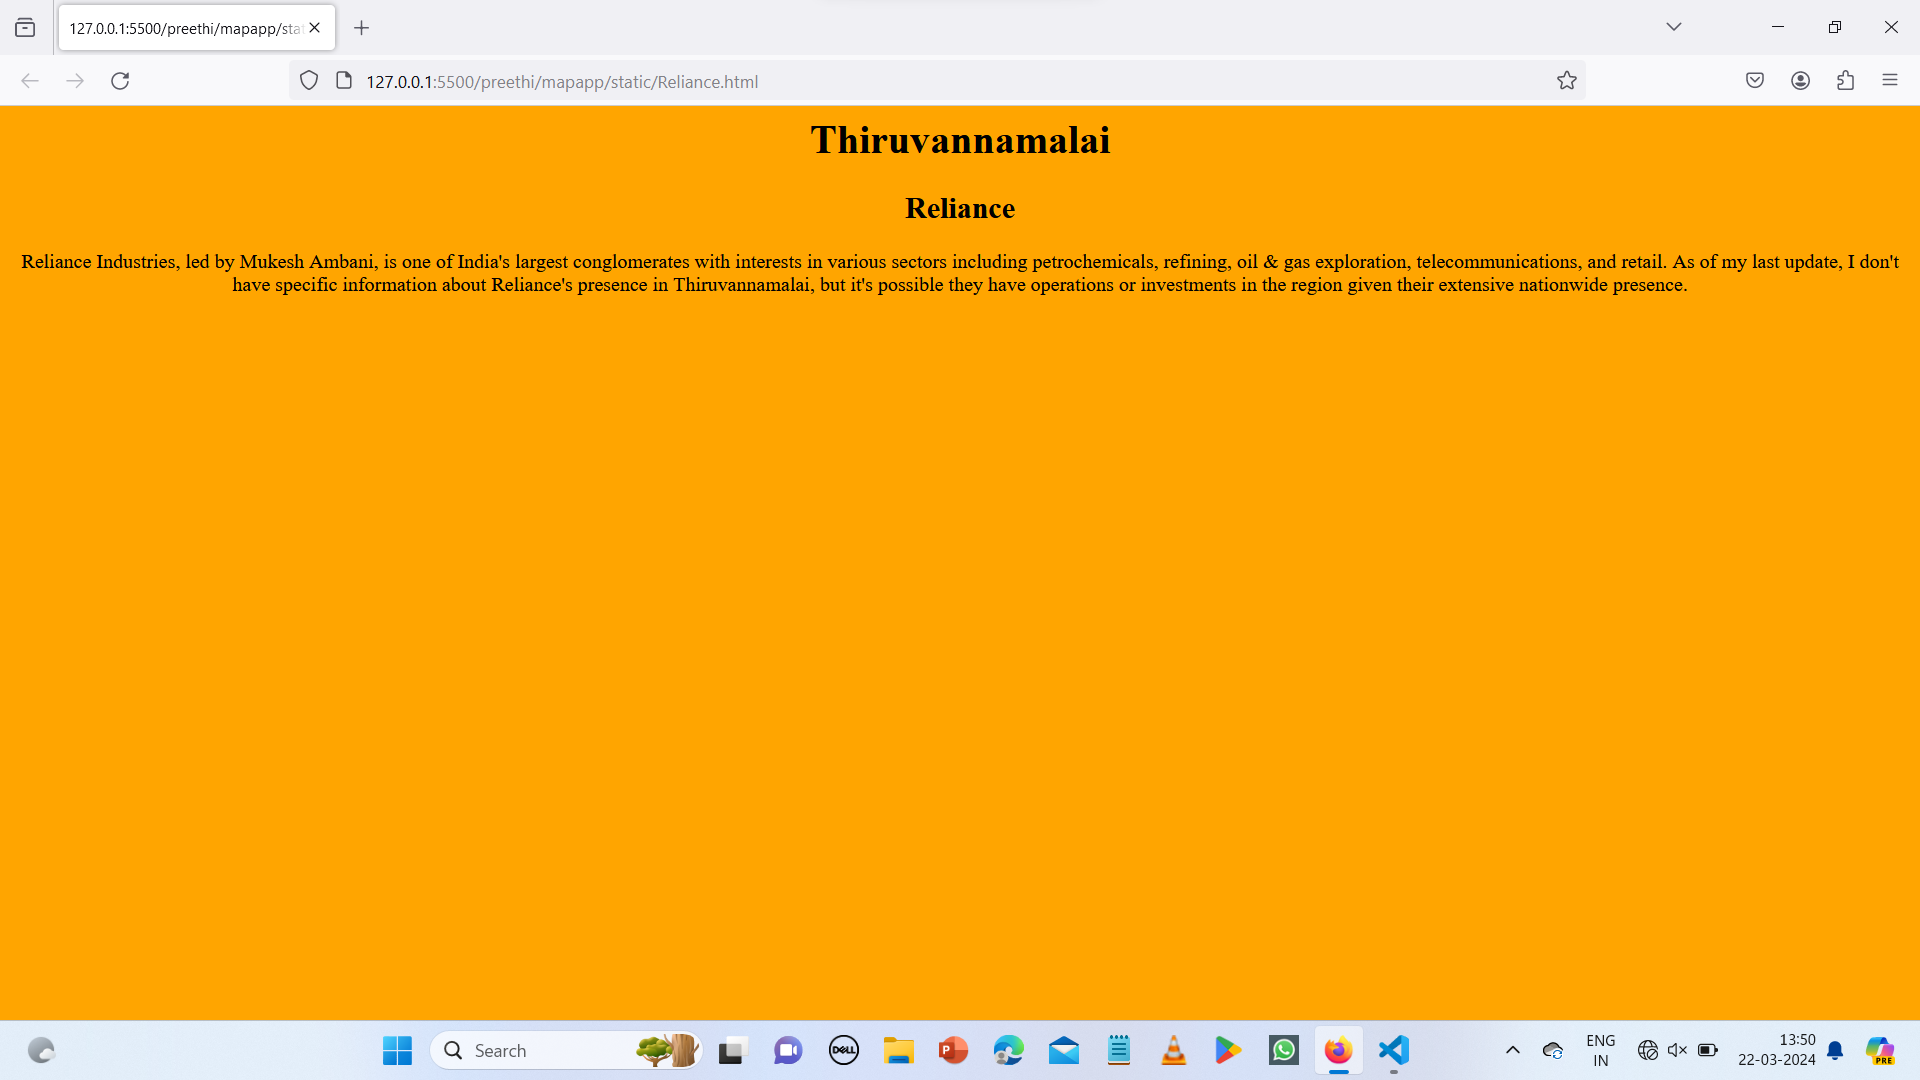 127.0.0.1:5500/preethi/mapapp/stat
127.0.0.1:5500/preethi/mapapp/static/Reliance.html
Thiruvannamalai
Reliance
Reliance Industries, led by Mukesh Ambani, is one of India's largest conglomerates with interests in various sectors including petrochemicals, refining, oil & gas exploration, telecommunications, and retail. As of my last update, I don't
have specific information about Reliance's presence in Thiruvannamalai, but it's possible they have operations or investments in the region given their extensive nationwide presence.
Search
DELL
P
ENG
IN
13:50
22-03-2024
PRE